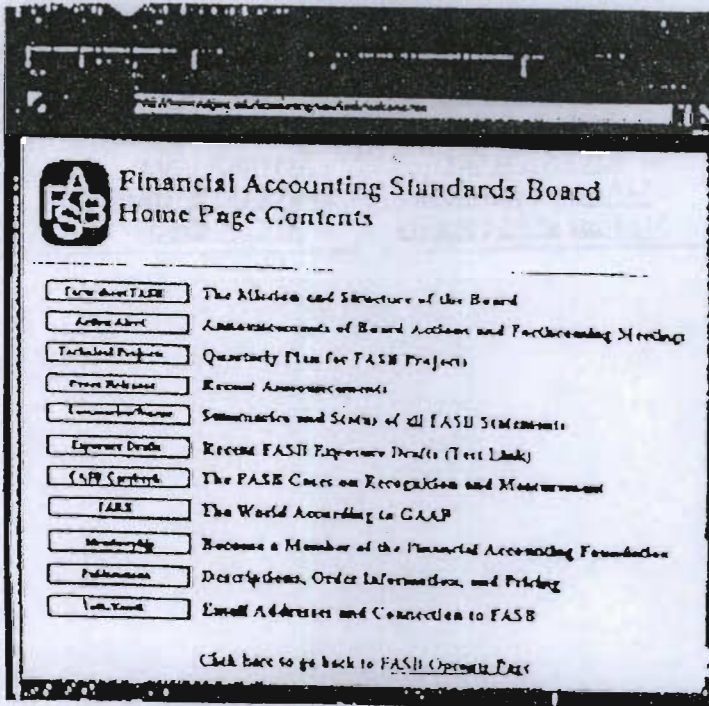 FASB
Financial Accounting Standards Board
Home Page Contents
The Mission and Structure of the Board
Action Alert Announcements of Board Actions and Forthcoming Meetings
Technical Projects Quarterly Plan for FASB Projects
Press Releases Recent Announcements
Summaries and Status of all FASB Statements
Exposure Drafts Recent FASB Exposure Drafts (Text Link)
The FASB Cases on Recognition and Measurement
FARS The World According to GAAP
Membership Become a Member of the Financial Accounting Foundation
Publications Descriptions, Order Information, and Pricing
Email Addresses and Connection to FASB
Click here to go back to FASB Opening Page